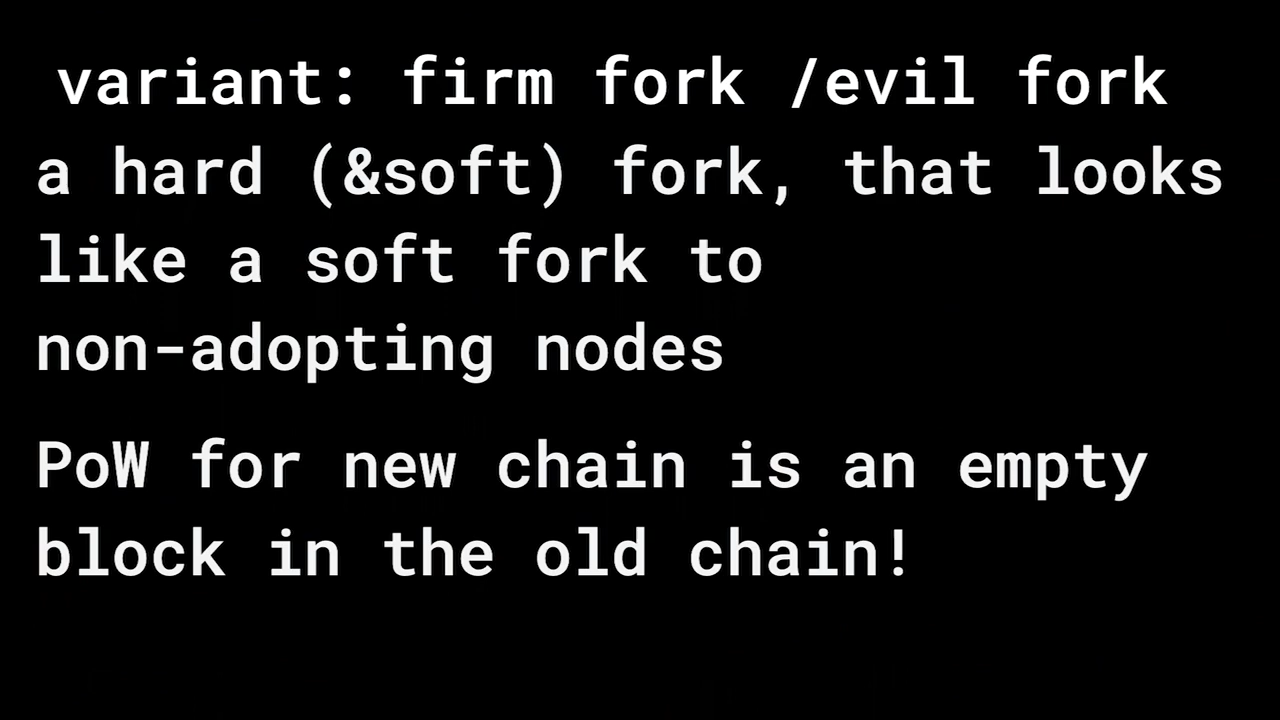 variant: firm fork /evil fork
a hard (&soft) fork, that looks
like a soft fork to
non-adopting nodes
PoW for new chain is an empty
block in the old chain!